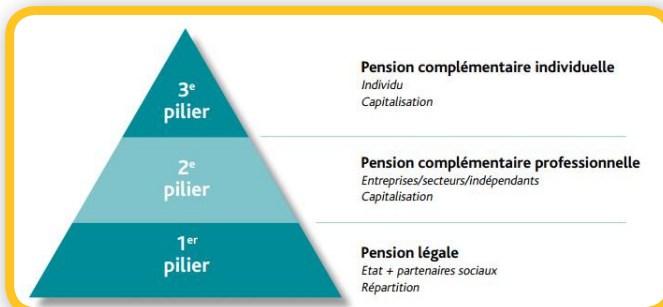 3e
pilier
Pension complémentaire individuelle
Individu
Capitalisation
2e
pilier
Pension complémentaire professionnelle
Entreprises/secteurs/indépendants
Capitalisation
1er
pilier
Pension légale
Etat + partenaires sociaux
Répartition